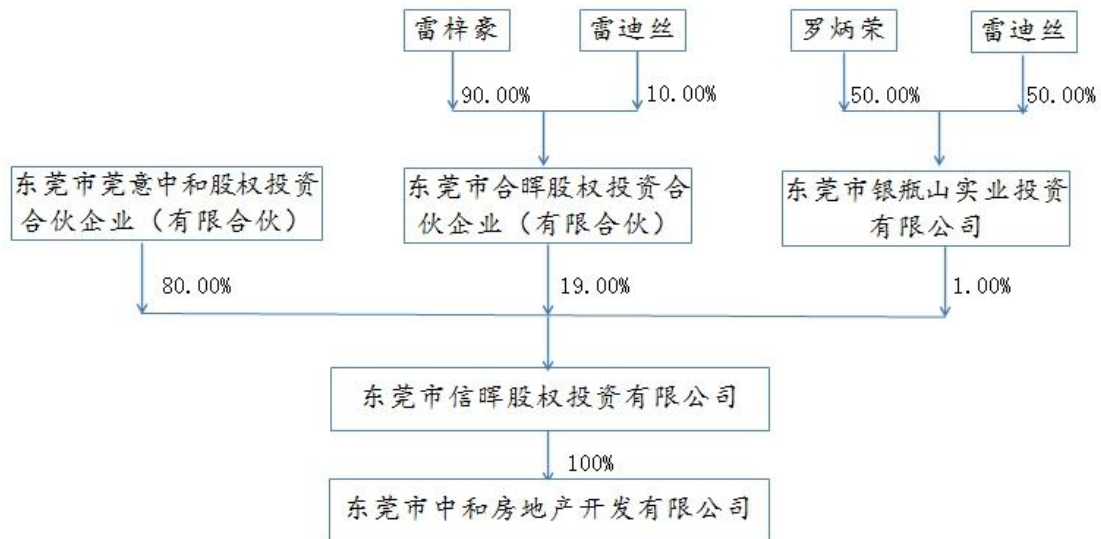 雷梓豪
雷迪丝
罗炳荣
雷迪丝
90.00%
10.00%
50.00%
50.00%
东莞市莞意中和股权投资
合伙企业（有限合伙）
东莞市合晖股权投资合
伙企业（有限合伙）
东莞市银瓶山实业投资
有限公司
80.00%
19.00%
1.00%
东莞市信晖股权投资有限公司
100%
东莞市中和房地产开发有限公司